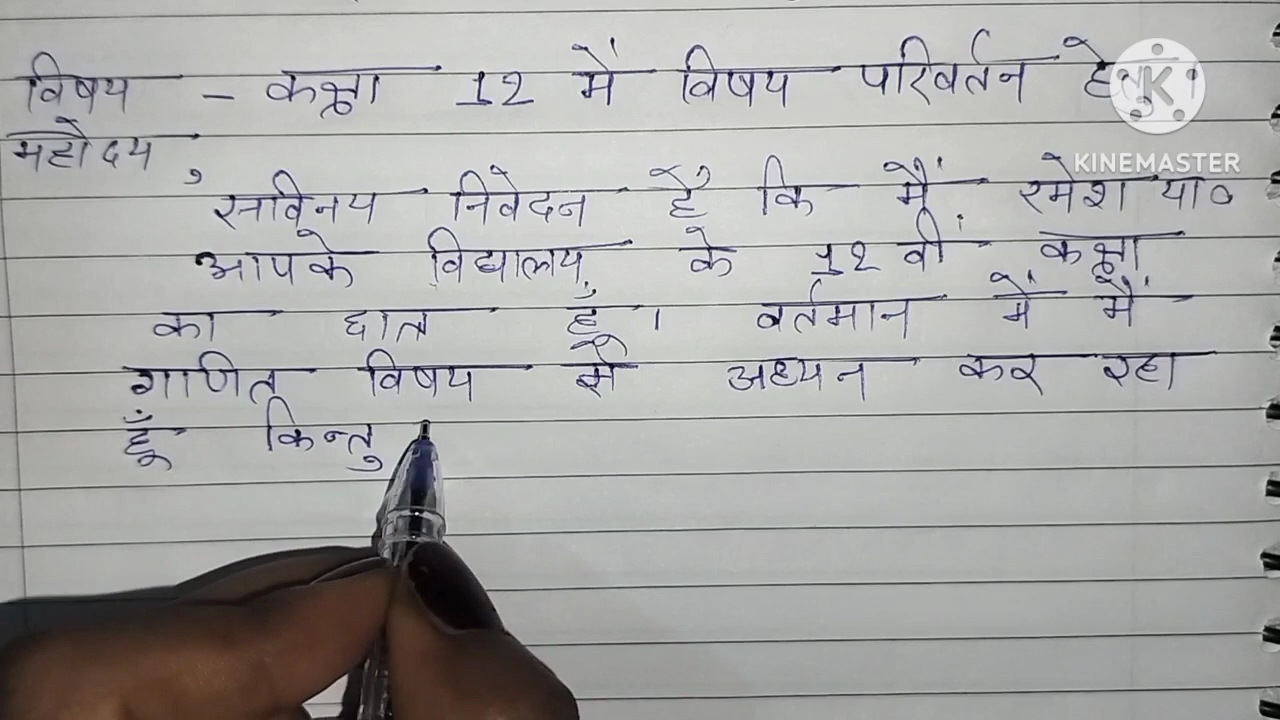 विषय - कक्षा 12 में विषय परिवर्तन हेतु।
महोदय,
सविनय निवेदन है कि मैं रमेश या०
आपके विद्यालय के 12 वीं कक्षा
का छात्र हूँ। वर्तमान में मैं
गणित विषय से अध्यन कर रहा
हूँ किन्तु
KINEMASTER